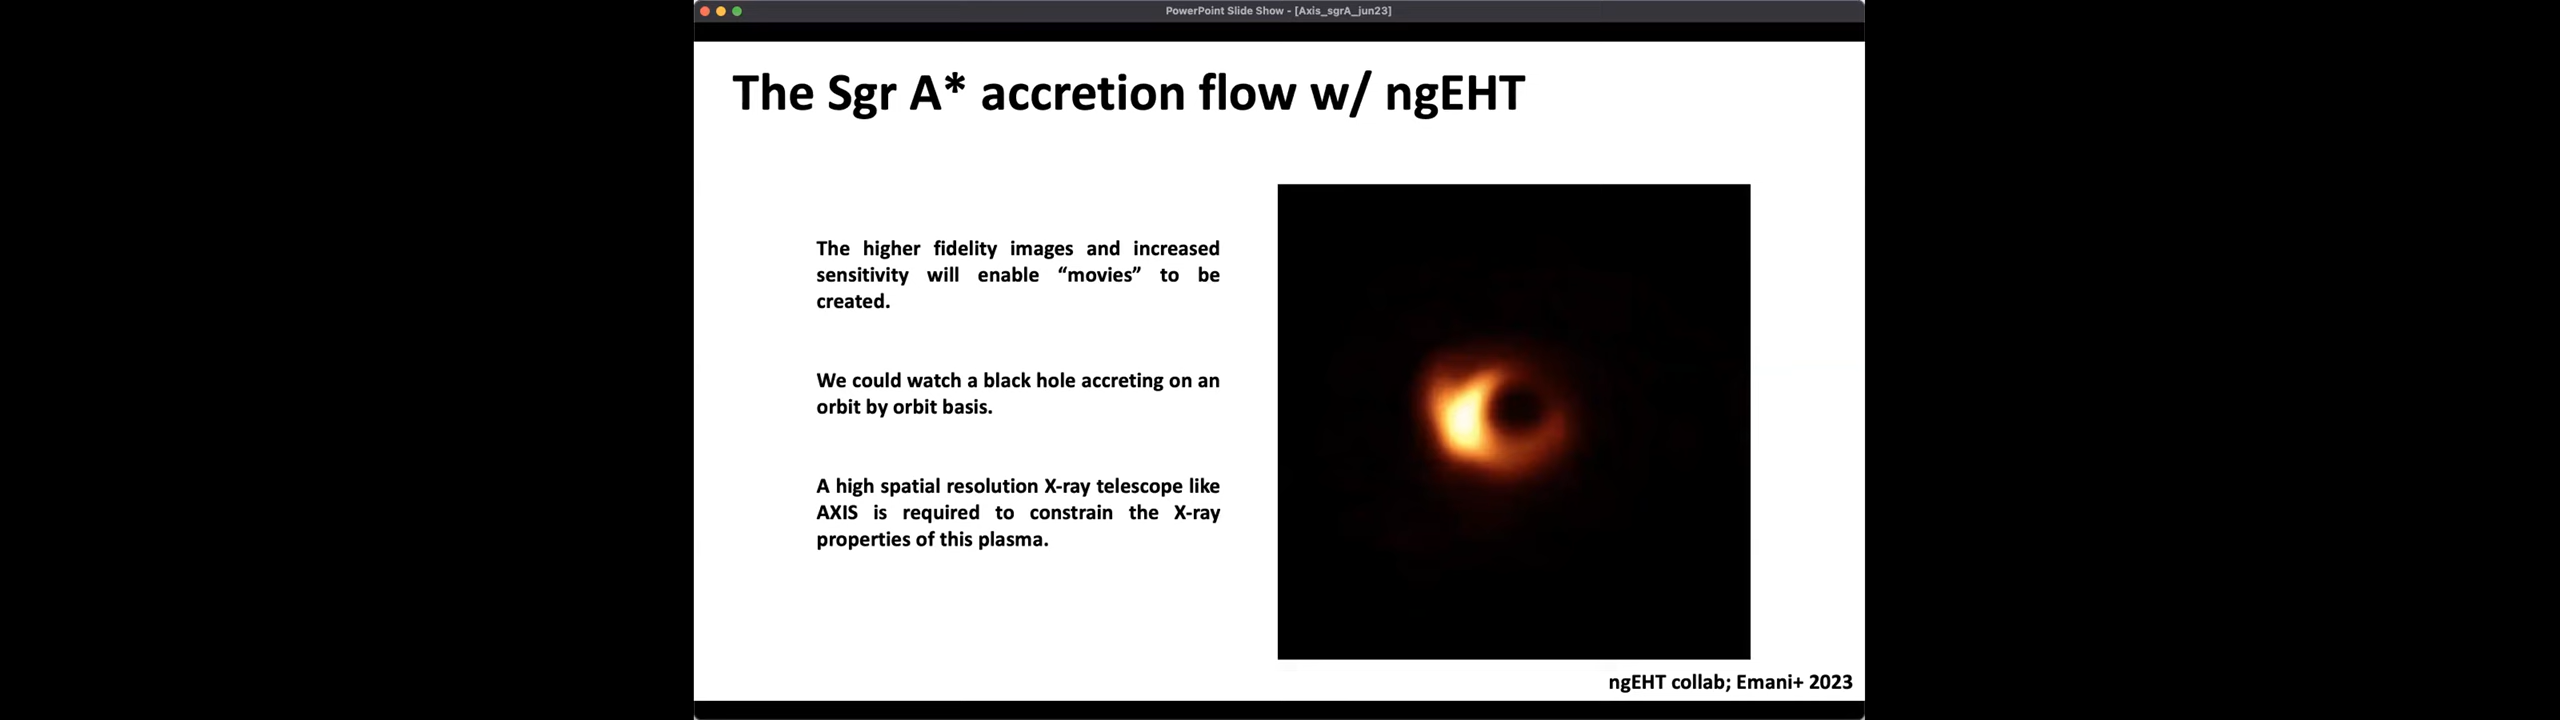 PowerPoint Slide Show - [Axis_sgrA_jun23]
The Sgr A* accretion flow w/ ngEHT
The higher fidelity images and increased
sensitivity will enable “movies” to be
created.
We could watch a black hole accreting on an
orbit by orbit basis.
A high spatial resolution X-ray telescope like
AXIS is required to constrain the X-ray
properties of this plasma.
ngEHT collab; Emani+ 2023